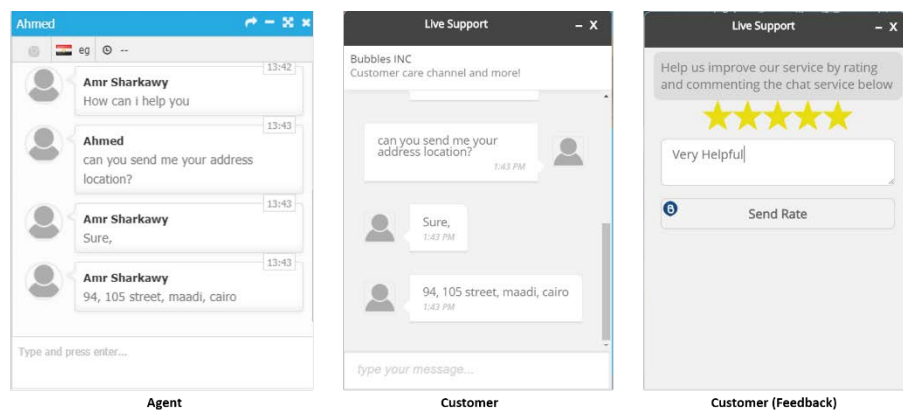 Ahmed
eg --
13:42
Amr Sharkawy
How can i help you
13:43
Ahmed
can you send me your address
location?
13:43
Amr Sharkawy
Sure,
13:43
Amr Sharkawy
94, 105 street, maadi, cairo
Type and press enter...
Agent
Live Support
– X
Bubbles INC
Customer care channel and more!
can you send me your
address location?
1:43 PM
Sure,
1:43 PM
94, 105 street, maadi, cairo
1:43 PM
type your message...
Customer
Live Support
– X
Help us improve our service by rating
and commenting the chat service below
Very Helpful
B
Send Rate
Customer (Feedback)